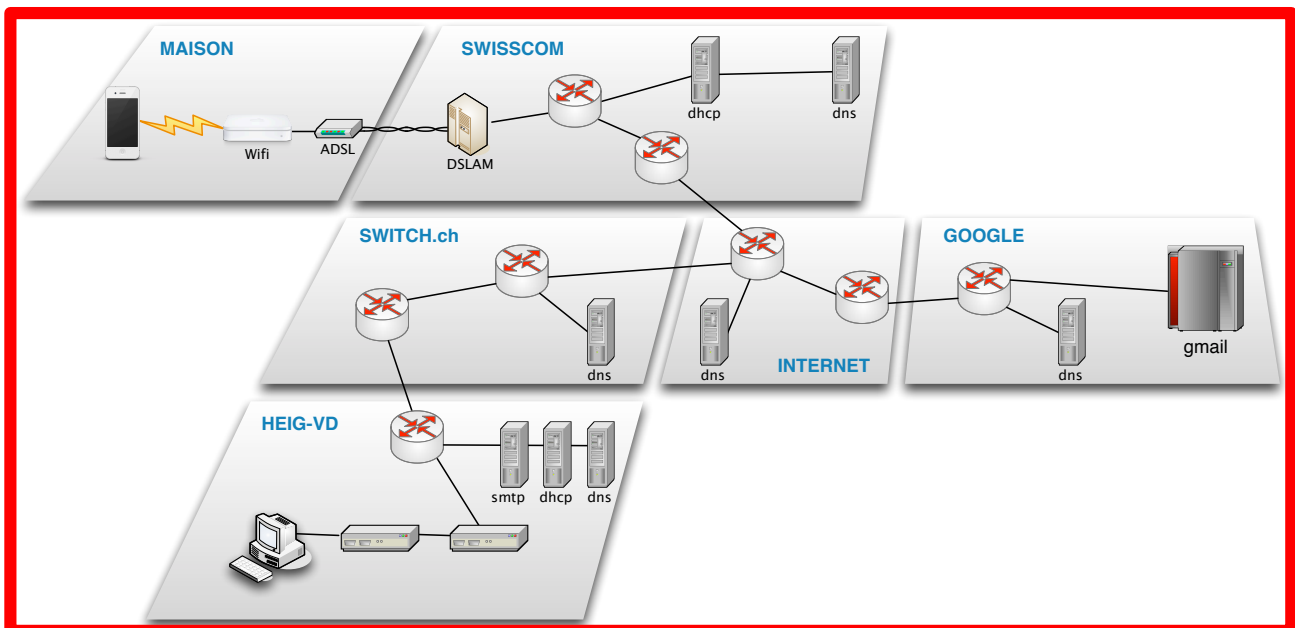 MAISON
SWISSCOM
dhcp
dns
Wifi
ADSL
DSLAM
SWITCH.ch
GOOGLE
dns
dns
INTERNET
dns
gmail
HEIG-VD
smtp
dhcp
dns